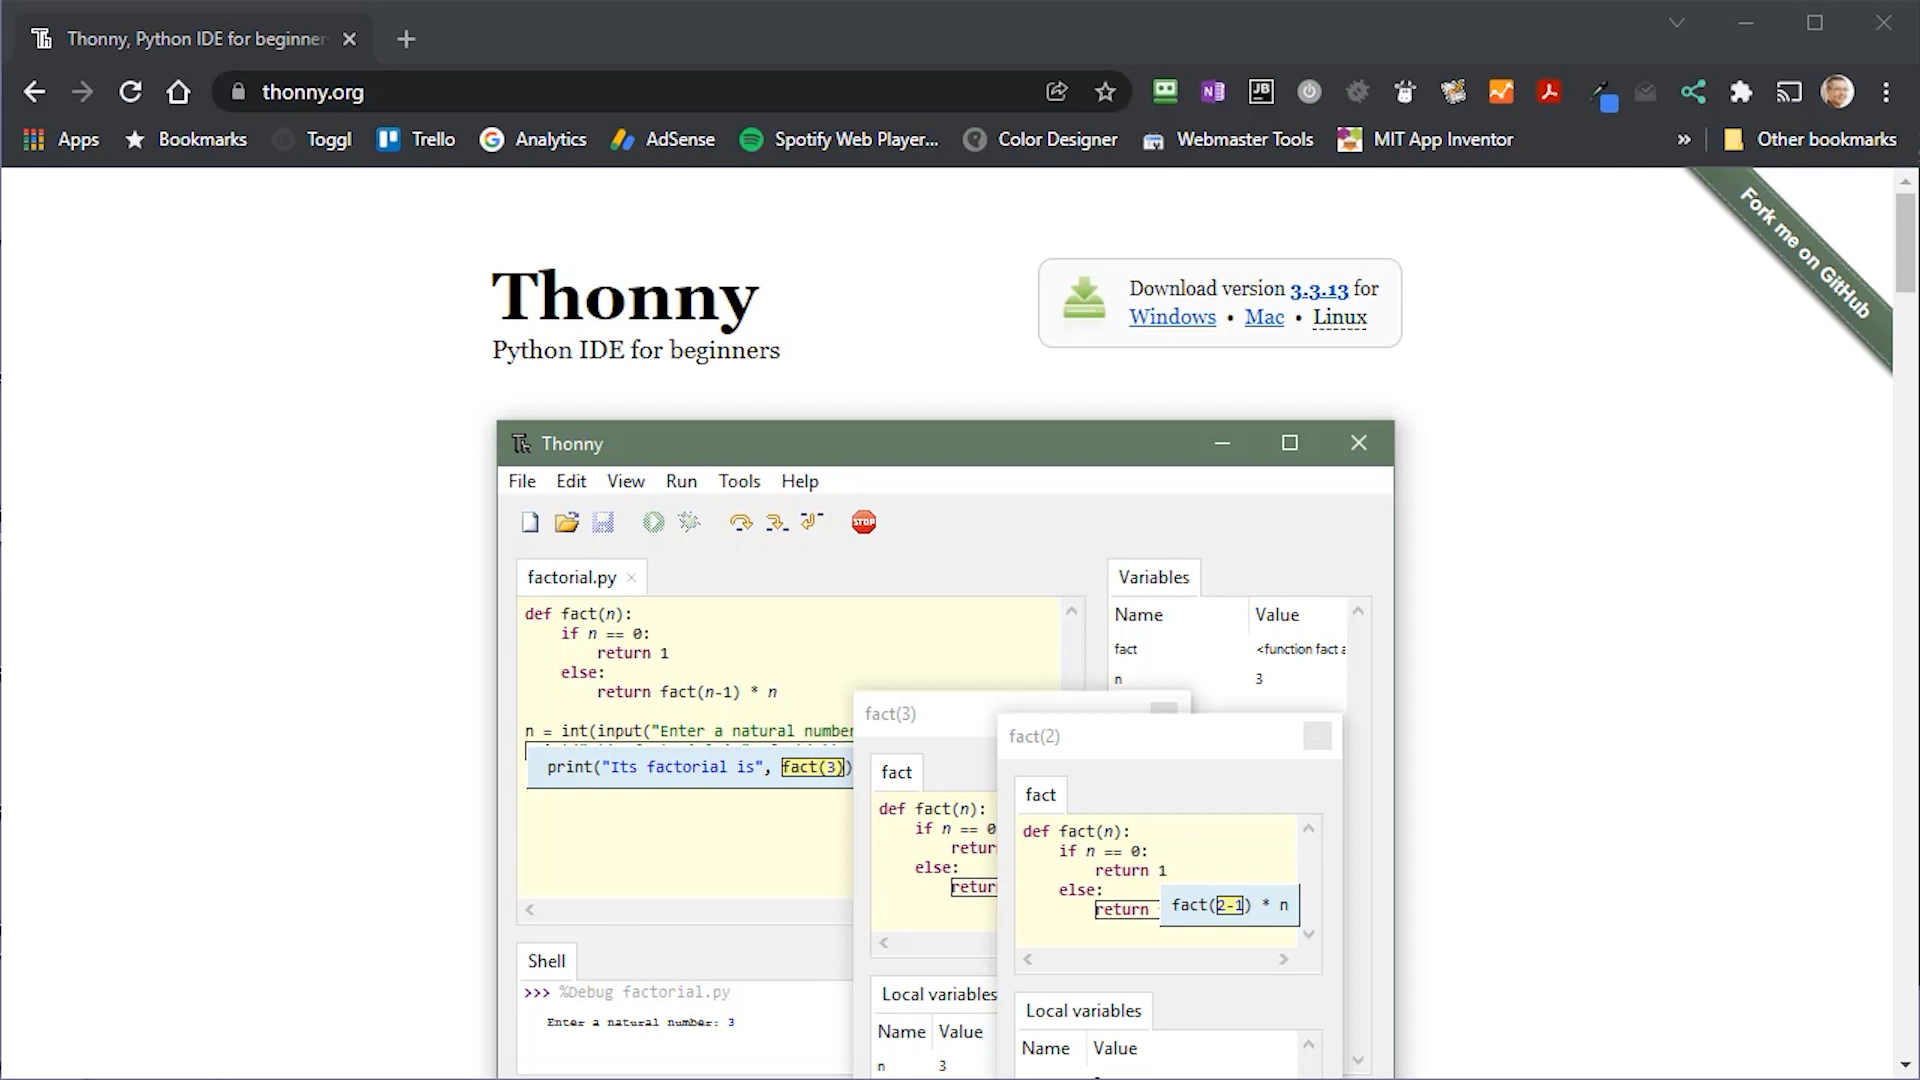 Thonny, Python IDE for beginner
thonny.org
Apps
Bookmarks
Toggl
Trello
Analytics
AdSense
Spotify Web Player...
Color Designer
Webmaster Tools
MIT App Inventor
»
Other bookmarks
Fork me on GitHub
Thonny
Python IDE for beginners
Download version 3.3.13 for
Windows • Mac • Linux
Thonny
File Edit View Run Tools Help
STOP
factorial.py
def fact(n):
if n == 0:
return 1
else:
return fact(n-1) * n
n = int(input("Enter a natural number
print("Its factorial is", fact(3))
Variables
Name Value
fact <function fact a
n 3
fact(3)
fact
def fact(n):
if n == 0
retur
else:
retur
Local variables
Name Value
n 3
fact(2)
fact
def fact(n):
if n == 0:
return 1
else:
return fact(2-1) * n
Local variables
Name Value
Shell
>>> %Debug factorial.py
Enter a natural number: 3